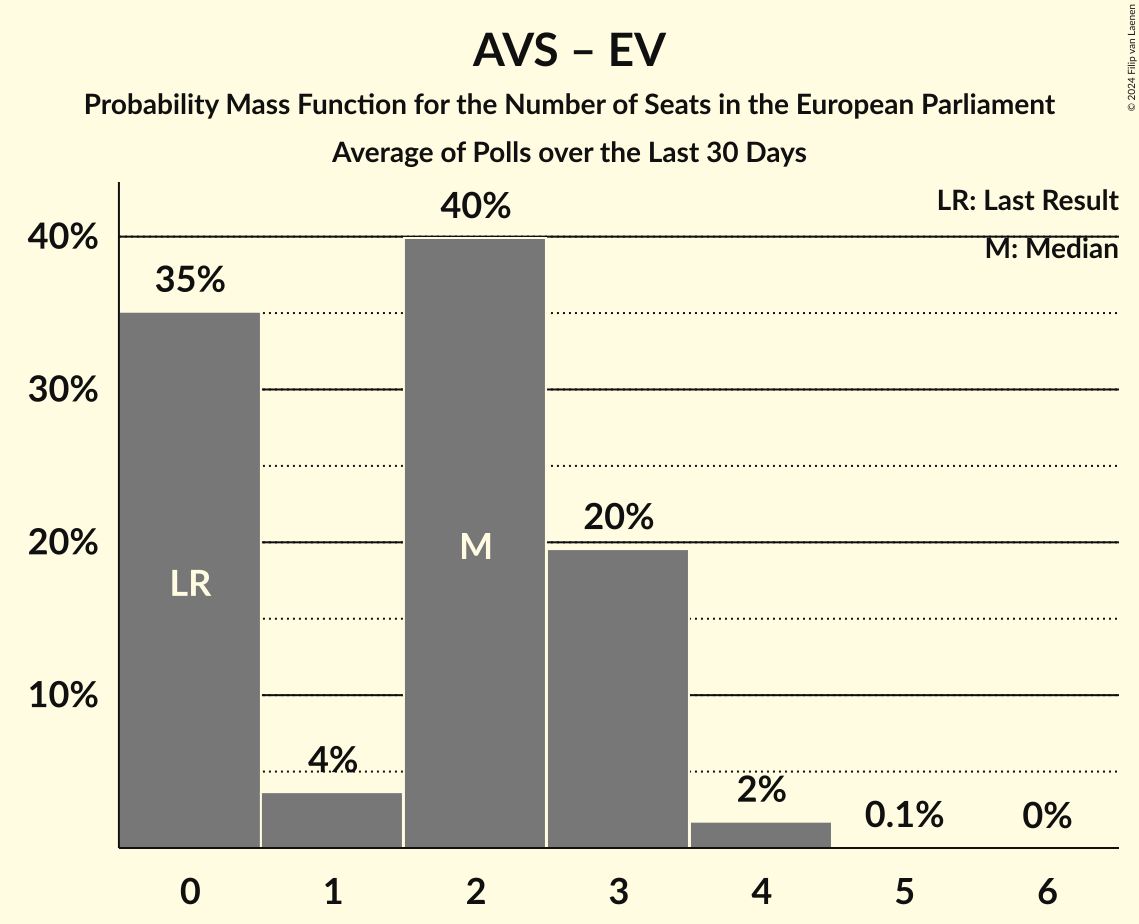 AVS – EV
Probability Mass Function for the Number of Seats in the European Parliament
Average of Polls over the Last 30 Days
© 2024 Filip van Laenen
LR: Last Result
M: Median
40%
30%
20%
10%
35%
4%
40%
20%
2%
0.1%
0%
LR
M
0 1 2 3 4 5 6